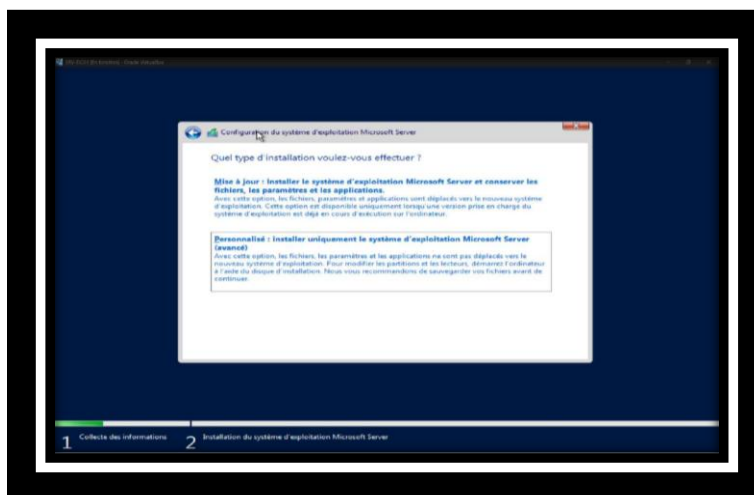 Configuration du système d'exploitation Microsoft Server
Quel type d'installation voulez-vous effectuer ?
Mise à jour : Installer le système d'exploitation Microsoft Server et conserver les
fichiers, les paramètres et les applications.
Avec cette option, les fichiers, paramètres et applications sont déplacés vers le nouveau système
d'exploitation. Cette option est disponible uniquement lorsqu'une version prise en charge du
système d'exploitation est déjà en cours d'exécution sur l'ordinateur.
Personnalisé : Installer uniquement le système d'exploitation Microsoft Server
(avancé)
Avec cette option, les fichiers, les paramètres et les applications ne sont pas déplacés vers le
nouveau système d'exploitation. Pour modifier les partitions et les lecteurs, démarrez l'ordinateur
à l'aide du disque d'installation. Nous vous recommandons de sauvegarder vos fichiers avant de
continuer.
1 Collecte des informations
2 Installation du système d'exploitation Microsoft Server